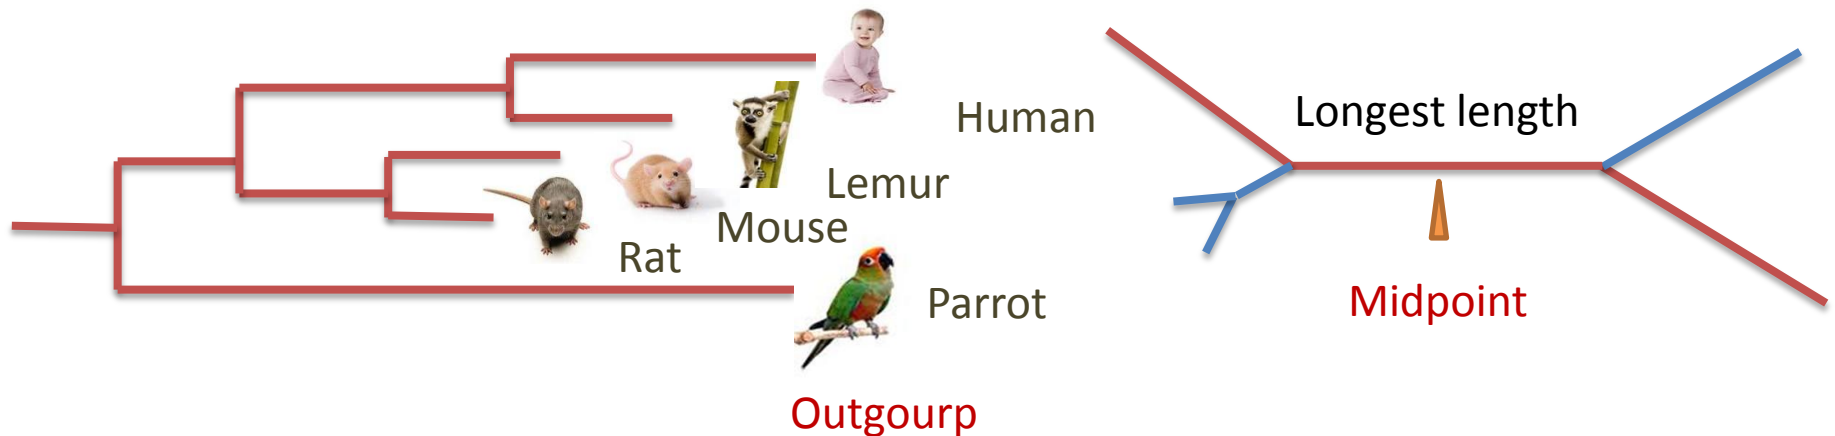 Human
Lemur
Mouse
Rat
Parrot
Outgourp
Longest length
Midpoint